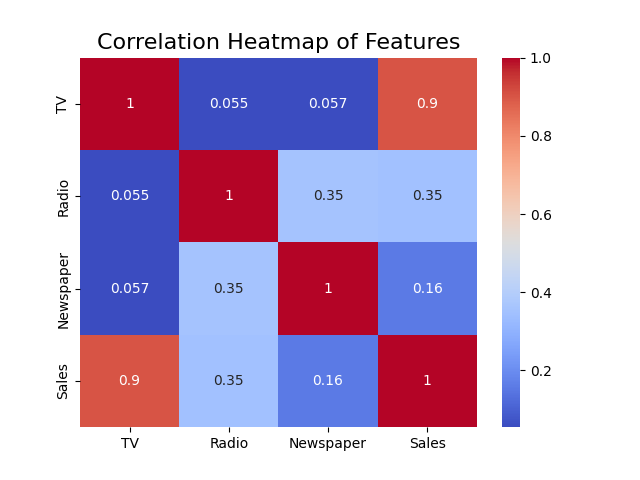 Correlation Heatmap of Features
TV 1 0.055 0.057 0.9
Radio 0.055 1 0.35 0.35
Newspaper 0.057 0.35 1 0.16
Sales 0.9 0.35 0.16 1
TV Radio Newspaper Sales
1.0
0.8
0.6
0.4
0.2